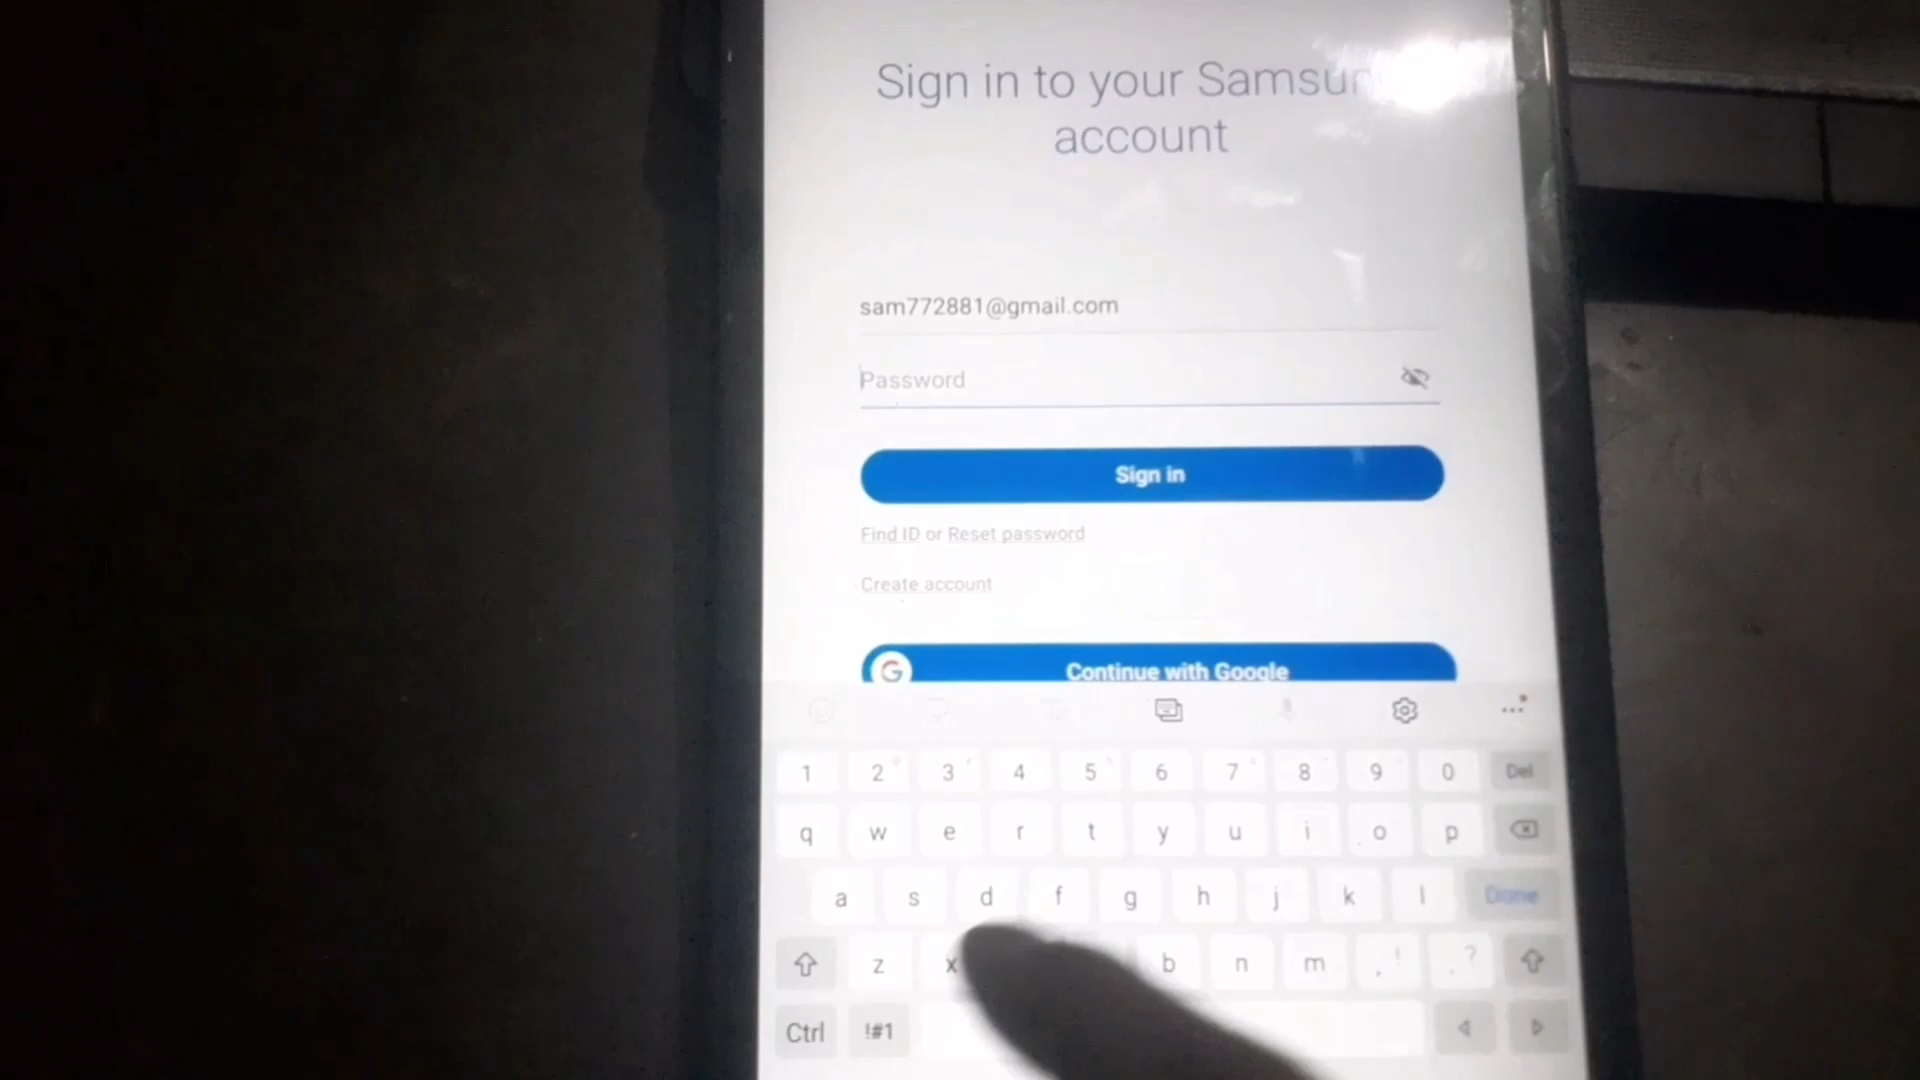 Sign in to your Samsun
account
sam772881@gmail.com
Password
Sign in
Find ID or Reset password
Create account
G Continue with Google
1 2 3 4 5 6 7 8 9 0 Del
q w e r t y u i o p
a s d f g h j k l Done
z x b n m , ! . ?
Ctrl !#1